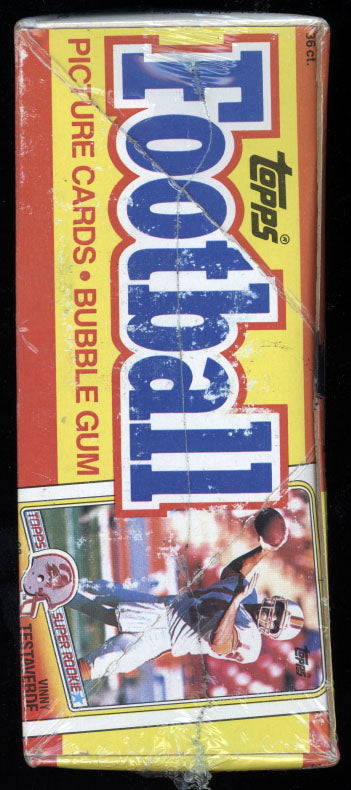 36 ct.
TOPPS®
Football
PICTURE CARDS • BUBBLE GUM
TOPPS
SUPER ROOKIE
VINNY
TESTAVERDE
TOPPS